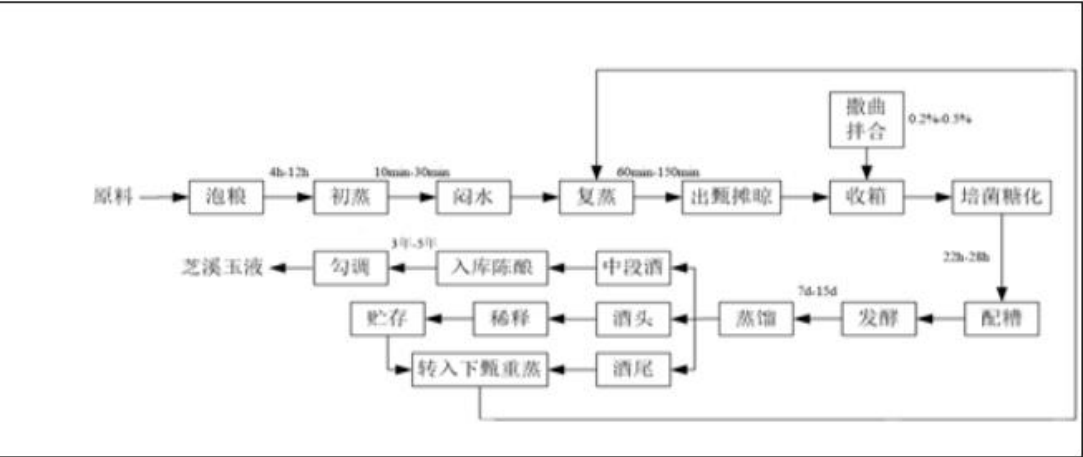 撒曲
拌合
0.2%-0.5%
4h-12h
10min-30min
60min-150min
原料
泡粮
初蒸
闷水
复蒸
出甑摊晾
收箱
培菌糖化
22h-28h
3年-5年
芝溪玉液
勾调
入库陈酿
中段酒
7d-15d
贮存
稀释
酒头
蒸馏
发酵
配糟
转入下甑重蒸
酒尾